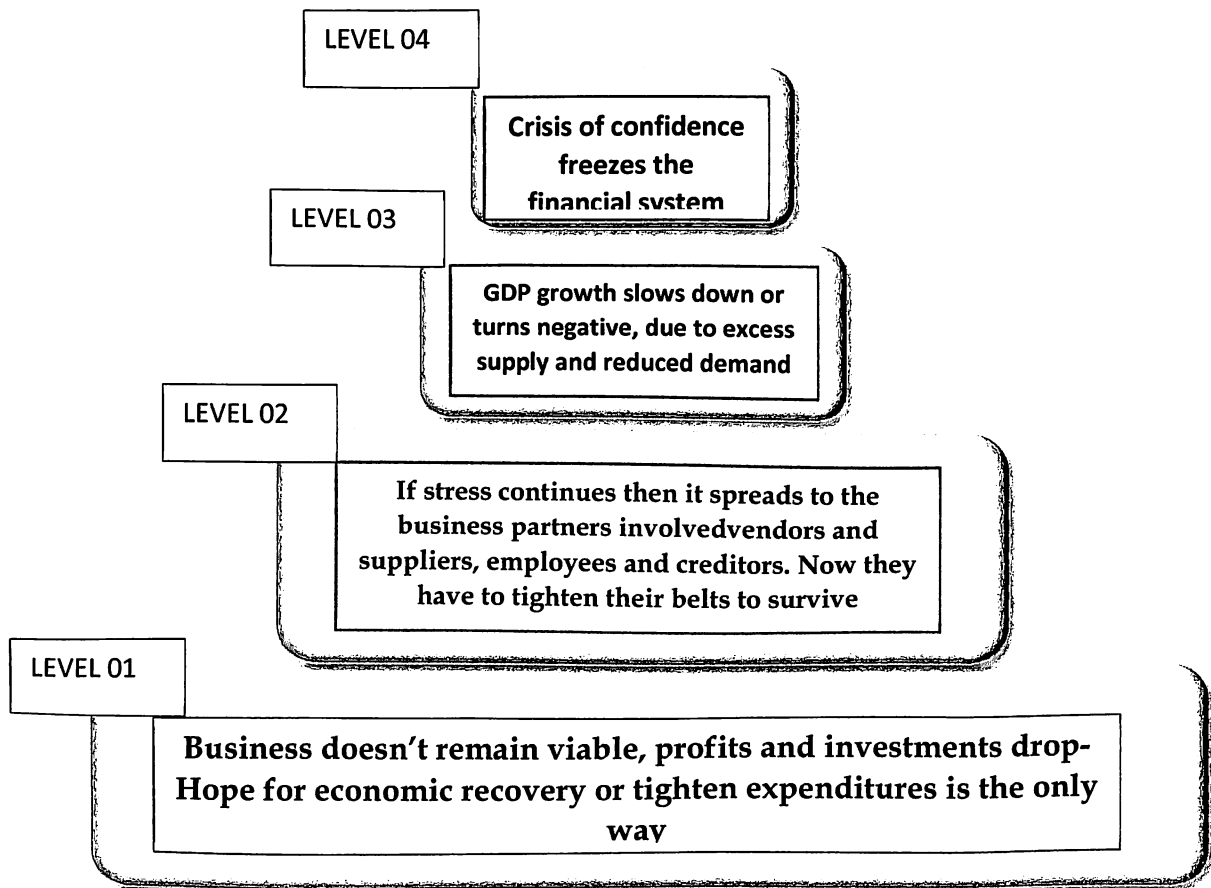 LEVEL 04
Crisis of confidence
freezes the
financial system
LEVEL 03
GDP growth slows down or
turns negative, due to excess
supply and reduced demand
LEVEL 02
If stress continues then it spreads to the
business partners involvedvendors and
suppliers, employees and creditors. Now they
have to tighten their belts to survive
LEVEL 01
Business doesn't remain viable, profits and investments drop-
Hope for economic recovery or tighten expenditures is the only
way